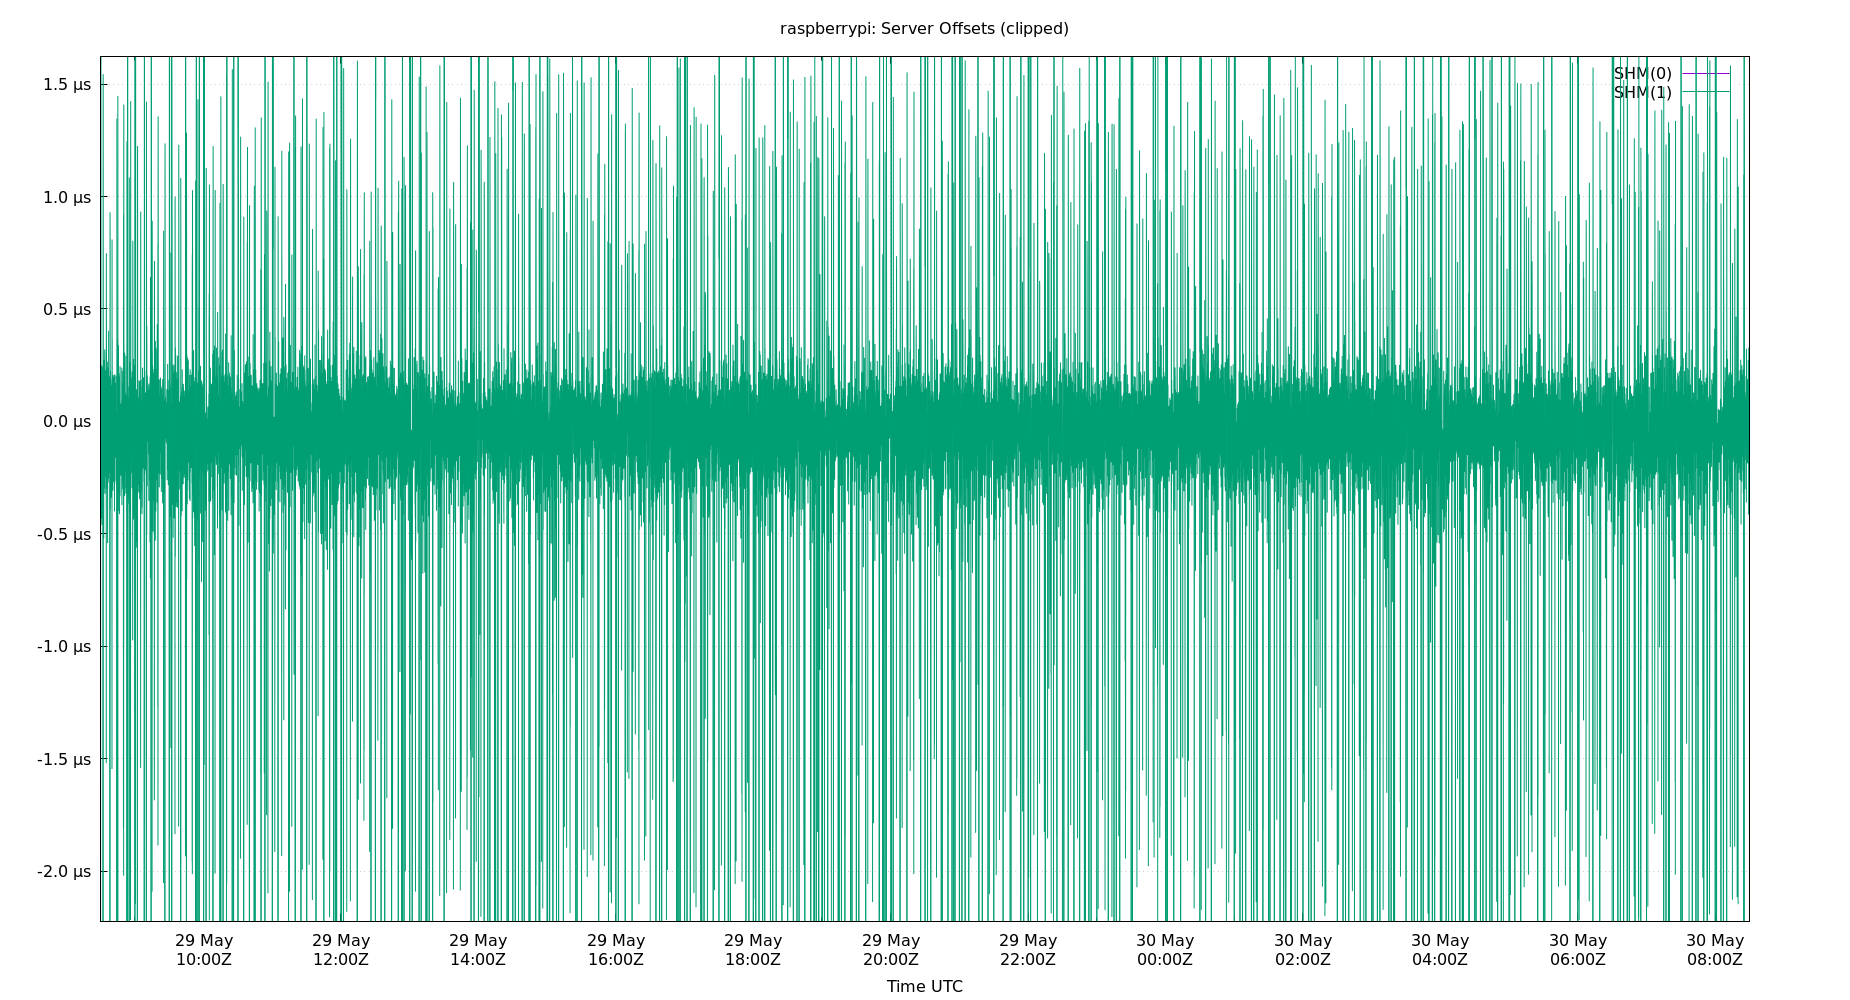 raspberrypi: Server Offsets (clipped)
SHM(0)
SHM(1)
1.5 µs
1.0 µs
0.5 µs
0.0 µs
-0.5 µs
-1.0 µs
-1.5 µs
-2.0 µs
29 May 29 May 29 May 29 May 29 May 29 May 29 May 30 May 30 May 30 May 30 May 30 May
10:00Z 12:00Z 14:00Z 16:00Z 18:00Z 20:00Z 22:00Z 00:00Z 02:00Z 04:00Z 06:00Z 08:00Z
Time UTC